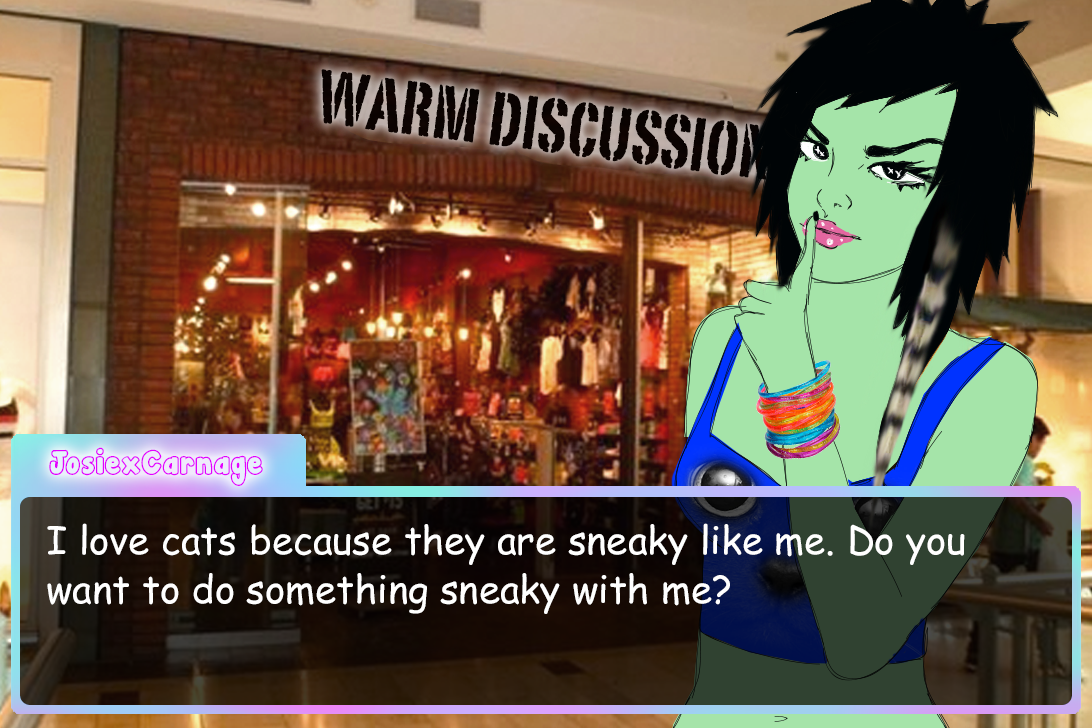 WARM DISCUSSION
JosiexCarnage
I love cats because they are sneaky like me. Do you
want to do something sneaky with me?